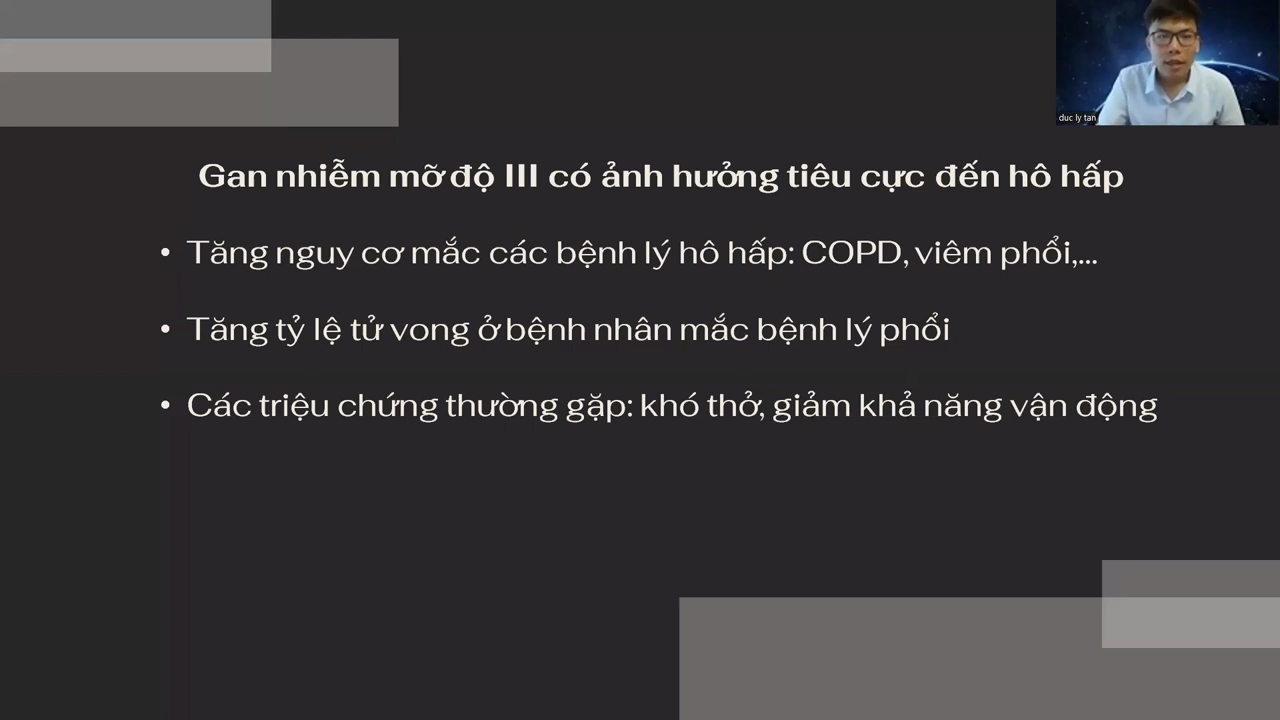 duc ly tan
Gan nhiễm mỡ độ III có ảnh hưởng tiêu cực đến hô hấp
• Tăng nguy cơ mắc các bệnh lý hô hấp: COPD, viêm phổi,...
• Tăng tỷ lệ tử vong ở bệnh nhân mắc bệnh lý phổi
• Các triệu chứng thường gặp: khó thở, giảm khả năng vận động